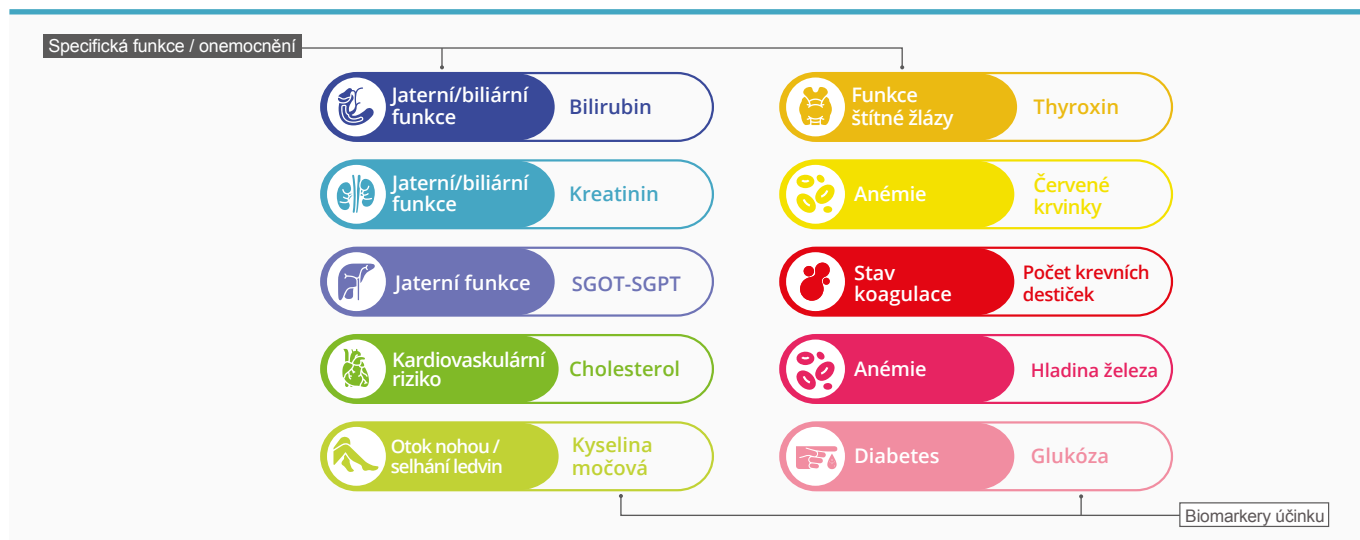 Specifická funkce / onemocnění
Jaterní/biliární
funkce
Bilirubin
Funkce
štítné žlázy
Thyroxin
Jaterní/biliární
funkce
Kreatinin
Anémie
Červené
krvinky
Jaterní funkce
SGOT-SGPT
Stav
koagulace
Počet krevních
destiček
Kardiovaskulární
riziko
Cholesterol
Anémie
Hladina železa
Otok nohou /
selhání ledvin
Kyselina
močová
Diabetes
Glukóza
Biomarkery účinku